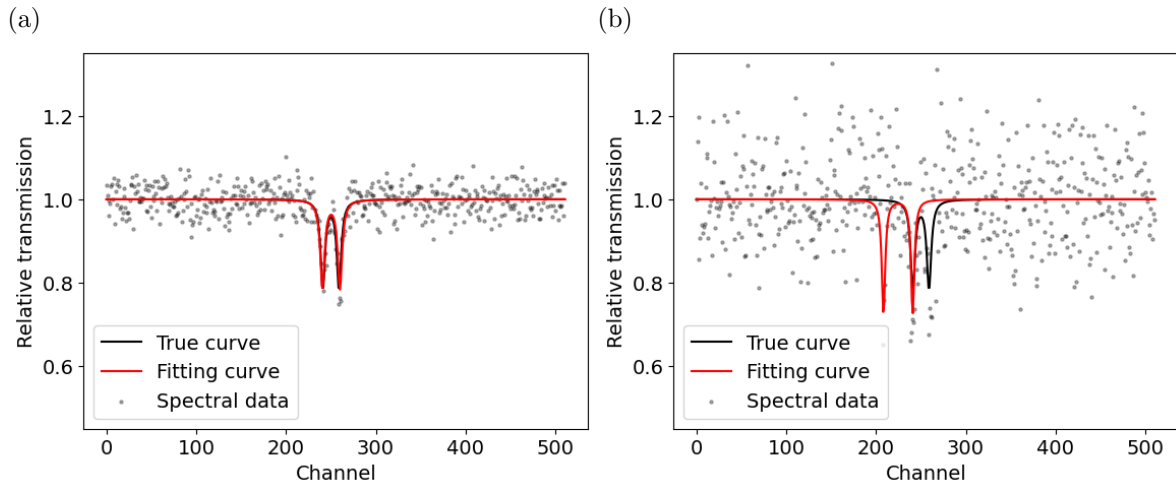 (a)
Relative transmission
1.2
1.0
0.8
0.6
True curve
Fitting curve
Spectral data
0 100 200 300 400 500
Channel
(b)
Relative transmission
1.2
1.0
0.8
0.6
True curve
Fitting curve
Spectral data
0 100 200 300 400 500
Channel